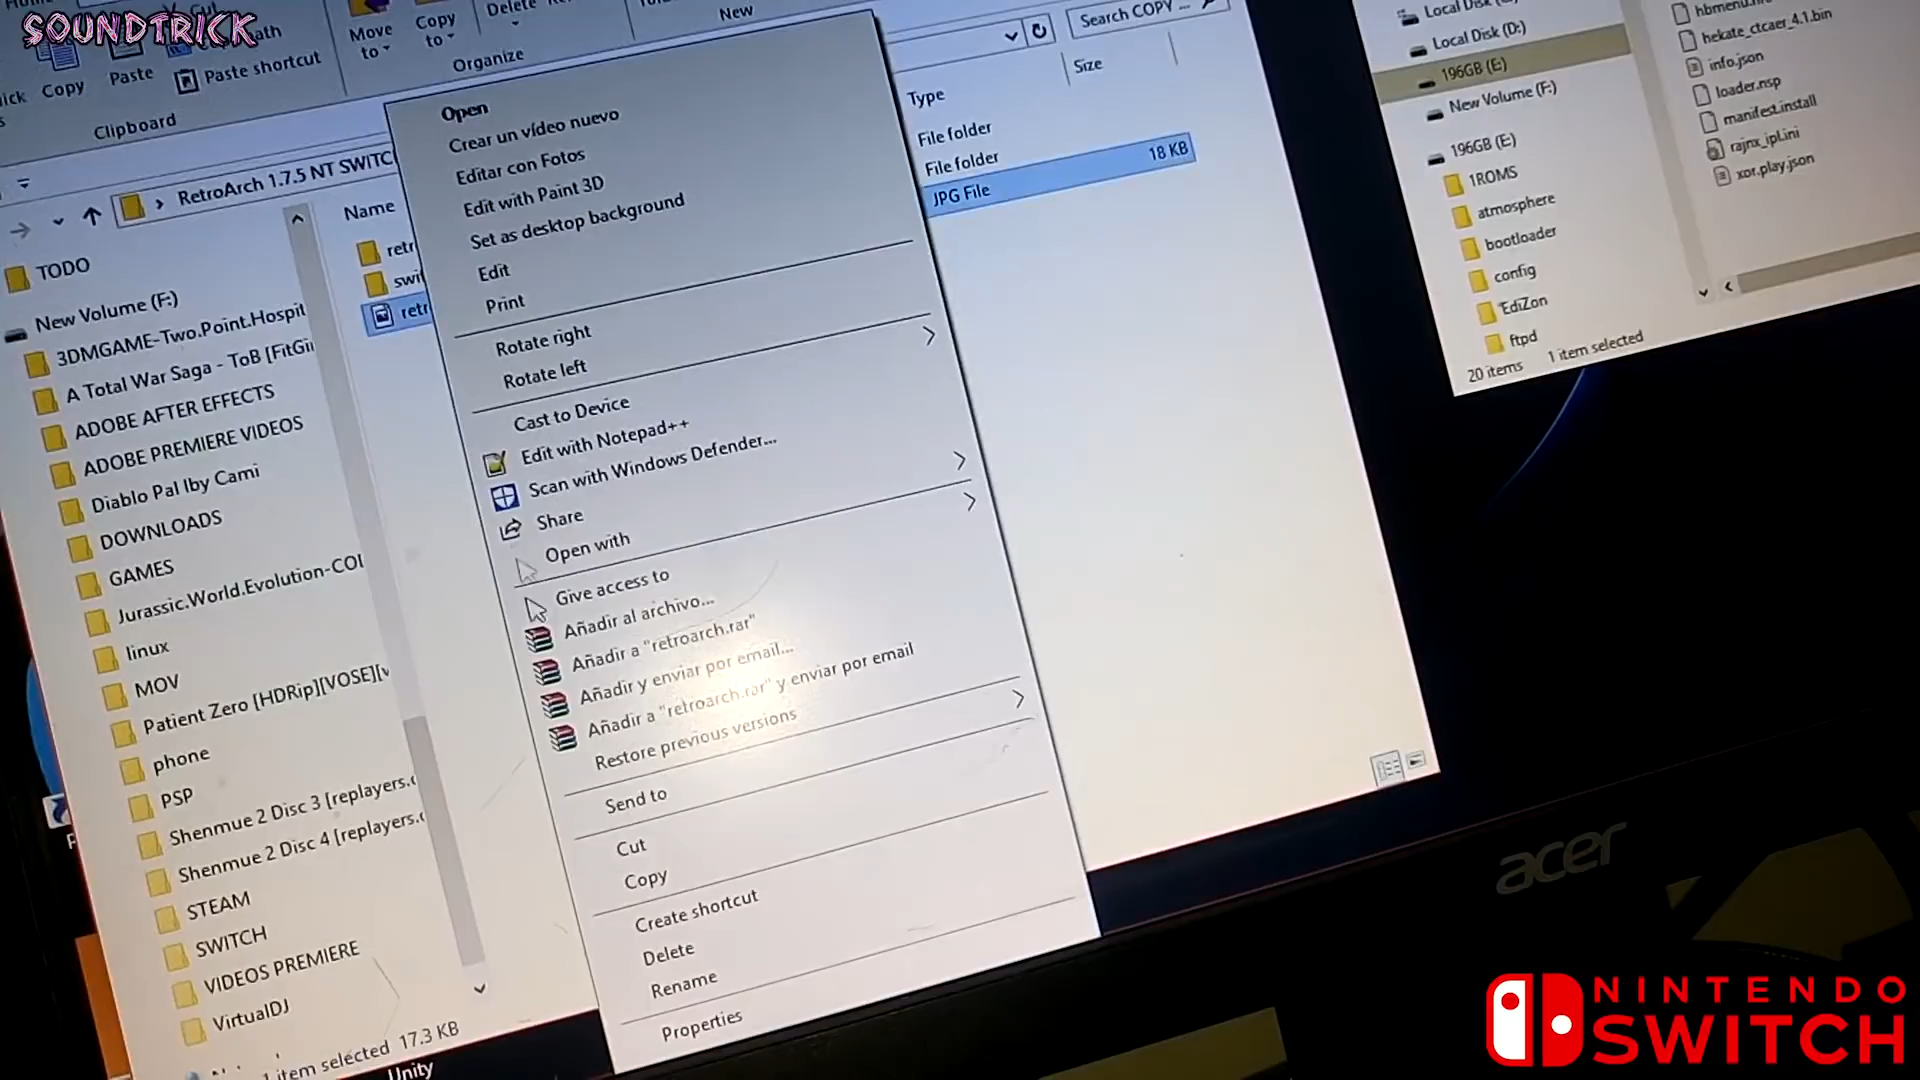 SOUNDTRICK
Copy
Paste
Paste shortcut
Clipboard
Move
to
Copy
to
Delete
Organize
New
Search COPY ...
RetroArch 1.7.5 NT SWITC
Name
Type
Size
TODO
New Volume (F:)
3DMGAME-Two.Point.Hospit
A Total War Saga - ToB [FitGi
ADOBE AFTER EFFECTS
ADOBE PREMIERE VIDEOS
Diablo Pal Iby Cami
DOWNLOADS
GAMES
Jurassic.World.Evolution-CO
linux
MOV
Patient Zero [HDRip][VOSE][
phone
PSP
Shenmue 2 Disc 3 [replayers.
Shenmue 2 Disc 4 [replayers.
STEAM
SWITCH
VIDEOS PREMIERE
VirtualDJ
1 item selected 17.3 KB
Unity
retr
swi
retr
File folder
File folder
JPG File
18 KB
Open
Crear un vídeo nuevo
Editar con Fotos
Edit with Paint 3D
Set as desktop background
Edit
Print
Rotate right
Rotate left
Cast to Device
Edit with Notepad++
Scan with Windows Defender...
Share
Open with
Give access to
Añadir al archivo...
Añadir a "retroarch.rar"
Añadir y enviar por email...
Añadir a "retroarch.rar" y enviar por email
Restore previous versions
Send to
Cut
Copy
Create shortcut
Delete
Rename
Properties
Local Disk (D:)
196GB (E:)
New Volume (F:)
196GB (E:)
1ROMS
atmosphere
bootloader
config
EdiZon
ftpd
20 items 1 item selected
hekate_ctcaer_4.1.bin
info.json
loader.nsp
manifest.install
rajnx_ipl.ini
xor.play.json
acer
NINTENDO
SWITCH